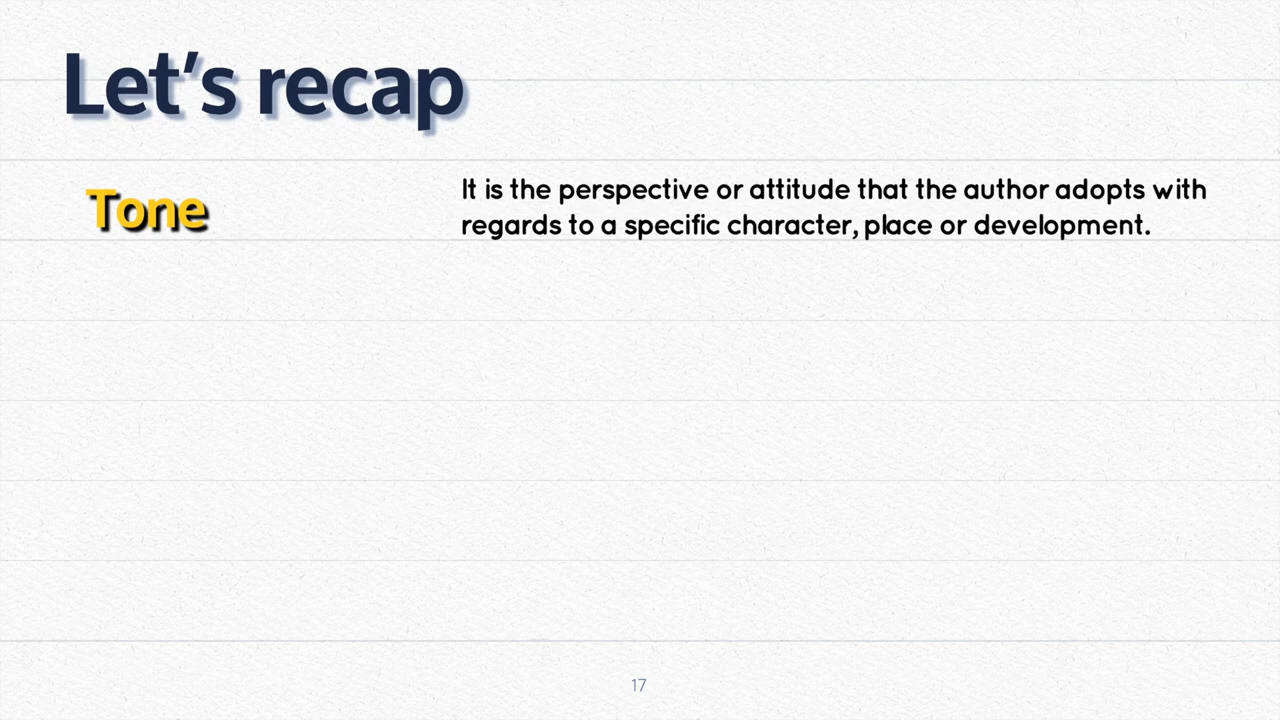 Let's recap
Tone
It is the perspective or attitude that the author adopts with
regards to a specific character, place or development.
17